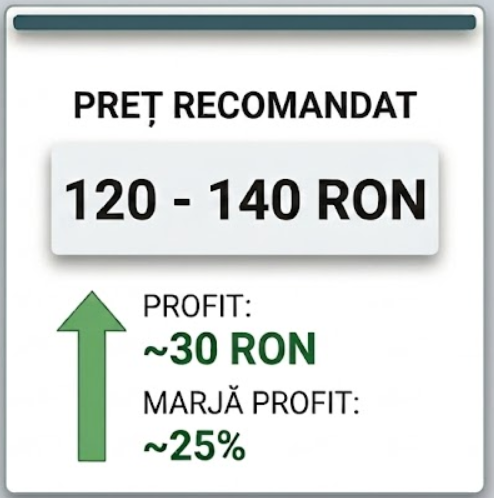 PREȚ RECOMANDAT
120 - 140 RON
PROFIT:
~30 RON
MARJĂ PROFIT:
~25%